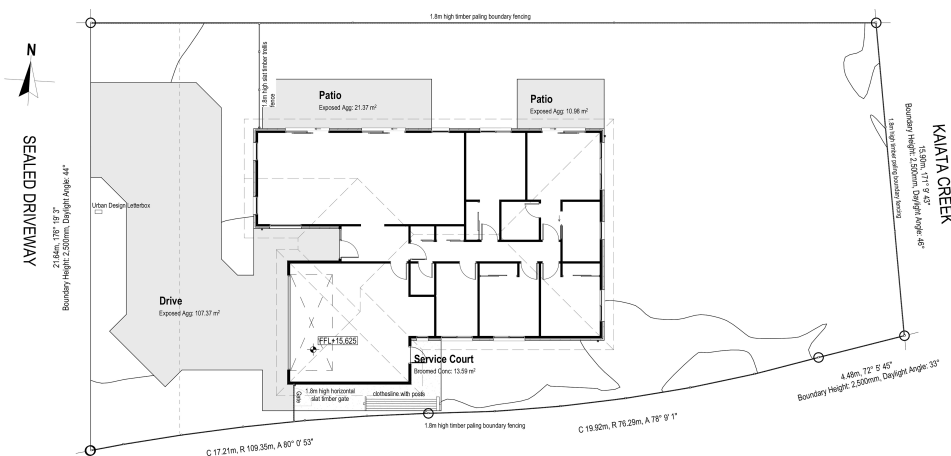 1.8m high timber paling boundary fencing
N
SEALED DRIVEWAY
21.64m, 176° 19' 3"
Boundary Height: 2,500mm, Daylight Angle: 44°
Urban Design Letterbox
1.8m high slat timber trellis
fence
Patio
Exposed Agg: 21.37 m²
Patio
Exposed Agg: 10.98 m²
1.8m high timber paling boundary fencing
15.90m, 171° 9' 43"
Boundary Height: 2,500mm, Daylight Angle: 46°
KAIATA CREEK
Drive
Exposed Agg: 107.37 m²
FFL+15,625
Service Court
Broomed Conc: 13.59 m²
Gate
1.8m high horizontal
slat timber gate
clothesline with posts
1.8m high timber paling boundary fencing
C 17.21m, R 109.35m, A 80° 0' 53"
C 19.92m, R 76.29m, A 78° 9' 1"
4.48m, 72° 5' 45"
Boundary Height: 2,500mm, Daylight Angle: 33°